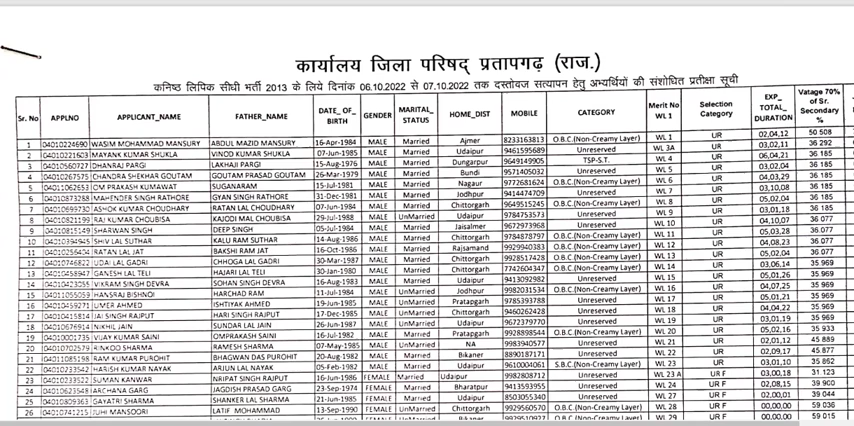 कार्यालय जिला परिषद् प्रतापगढ़ (राज.)
कनिष्ठ लिपिक सीधी भर्ती 2013 के लिये दिनांक 06.10.2022 से 07.10.2022 तक दस्तावेज सत्यापन हेतु अभ्यर्थियों की संशोधित प्रतीक्षा सूची
Sr. No APPLNO APPLICANT_NAME FATHER_NAME DATE_OF_BIRTH GENDER MARITAL_STATUS HOME_DIST MOBILE CATEGORY Merit No WL 1 Selection Category EXP_TOTAL_DURATION Vatage 70% of Sr. Secondary %
1 04010224690 WASIM MOHAMMAD MANSURY ABDUL MAZID MANSURY 16-Apr-1984 MALE Married Ajmer 8233163813 O.B.C.(Non-Creamy Layer) WL 1 UR 02,04,12 50 508
2 04010221603 MAYANK KUMAR SHUKLA VINOD KUMAR SHUKLA 07-Jun-1985 MALE Married Udaipur 9461595689 Unreserved WL 3A UR 03,02,11 36 292
3 04010560727 DHANRAJ PARGI LAKHAJI PARGI 15-Aug-1976 MALE Married Dungarpur 9649149905 TSP-S.T. WL 4 UR 06,04,21 36 185
4 04010267575 CHANDRA SHEKHAR GOUTAM GOUTAM PRASAD GOUTAM 26-Mar-1979 MALE Married Bundi 9571405032 Unreserved WL 5 UR 03,02,04 36 185
5 04011062653 OM PRAKASH KUMAWAT SUGANARAM 15-Jul-1981 MALE Married Nagaur 9772681624 O.B.C.(Non-Creamy Layer) WL 6 UR 04,03,29 36 185
6 04010873288 MAHENDER SINGH RATHORE GYAN SINGH RATHORE 31-Dec-1981 MALE Married Jodhpur 9414474709 Unreserved WL 7 UR 03,10,08 36 185
7 04010699730 ASHOK KUMAR CHOUDHARY RATAN LAL CHOUDHARY 07-Jun-1984 MALE Married Chittorgarh 9649515245 O.B.C.(Non-Creamy Layer) WL 8 UR 05,02,04 36 185
8 04010821199 RAJ KUMAR CHOUBISA KAJODI MAL CHOUBISA 29-Jul-1988 MALE UnMarried Udaipur 9784753573 Unreserved WL 9 UR 03,01,18 36 185
9 04010815149 SHARWAN SINGH DEEP SINGH 05-Jul-1984 MALE Married Jaisalmer 9672973968 Unreserved WL 10 UR 04,10,07 36 077
10 04010394945 SHIV LAL SUTHAR KALU RAM SUTHAR 14-Aug-1986 MALE Married Chittorgarh 9784878797 O.B.C.(Non-Creamy Layer) WL 11 UR 05,03,28 36 077
11 04010256404 RATAN LAL JAT BAKSHI RAM JAT 16-Oct-1986 MALE Married Rajsamand 9929940383 O.B.C.(Non-Creamy Layer) WL 12 UR 04,08,23 36 077
12 04010746822 UDAI LAL GADRI CHHOGA LAL GADRI 30-Mar-1987 MALE Married Chittorgarh 9928517428 O.B.C.(Non-Creamy Layer) WL 13 UR 05,02,04 36 077
13 04010458947 GANESH LAL TELI HAJARI LAL TELI 30-Jan-1980 MALE Married Chittorgarh 7742604347 O.B.C.(Non-Creamy Layer) WL 14 UR 03,06,14 35 969
14 04010423055 VIKRAM SINGH DEVRA SOHAN SINGH DEVRA 16-Aug-1983 MALE Married Udaipur 9413092982 Unreserved WL 15 UR 05,01,26 35 969
15 04011055059 HANSRAJ BISHNOI HARCHAD RAM 11-Jul-1984 MALE UnMarried Jodhpur 9982031534 O.B.C.(Non-Creamy Layer) WL 16 UR 04,07,25 35 969
16 04010459271 UMER AHMED ISHTIYAK AHMED 19-Jun-1985 MALE Married Pratapgarh 9785393788 Unreserved WL 17 UR 05,01,21 35 969
17 04010415814 JAI SINGH RAJPUT HARI SINGH RAJPUT 17-Dec-1985 MALE UnMarried Chittorgarh 9460262428 Unreserved WL 18 UR 04,04,22 35 969
18 04010676914 NIKHIL JAIN SUNDAR LAL JAIN 26-Jun-1987 MALE UnMarried Udaipur 9672379770 Unreserved WL 19 UR 03,01,19 35 969
19 04010001735 VIJAY KUMAR SAINI OMPRAKASH SAINI 16-Jul-1982 MALE Married Pratapgarh 9928898544 O.B.C.(Non-Creamy Layer) WL 20 UR 05,02,16 35 933
20 04010702579 RINKOO SHARMA RAMESH SHARMA 07-May-1985 MALE UnMarried NA 9983940577 Unreserved WL 21 UR 02,01,12 45 889
21 04011085198 RAM KUMAR PUROHIT BHAGWAN DAS PUROHIT 20-Aug-1982 MALE Married Bikaner 8890187171 Unreserved WL 22 UR 02,09,17 45 877
22 04010233542 HARISH KUMAR NAYAK ARJUN LAL NAYAK 05-Feb-1982 MALE Married Udaipur 9610004061 S.B.C.(Non-Creamy Layer) WL 23 UR 03,01,10 35 862
23 04010233522 SUMAN KANWAR NRIPAT SINGH RAJPUT 16-Jun-1986 FEMALE Married Udaipur 9982808712 Unreserved WL 23 A UR F 03,00,18 31 123
24 04010623548 ARCHANA GARG JAGDISH PRASAD GARG 23-Sep-1974 FEMALE Married Bharatpur 9413593955 Unreserved WL 24 UR F 02,08,15 39 900
25 04010809363 GAYATRI SHARMA SHANKER LAL SHARMA 21-Jun-1985 FEMALE Married Udaipur 8503055340 Unreserved WL 27 UR F 02,00,01 39 044
26 04010741215 JUHI MANSOORI LATIF MOHAMMAD 13-Sep-1990 FEMALE UnMarried Chittorgarh 9929560570 O.B.C.(Non-Creamy Layer) WL 28 UR F 00,00,00 59 036
FEMALE UnMarried Bikaner Unreserved WL 29 UR F 00,00,00 59 015